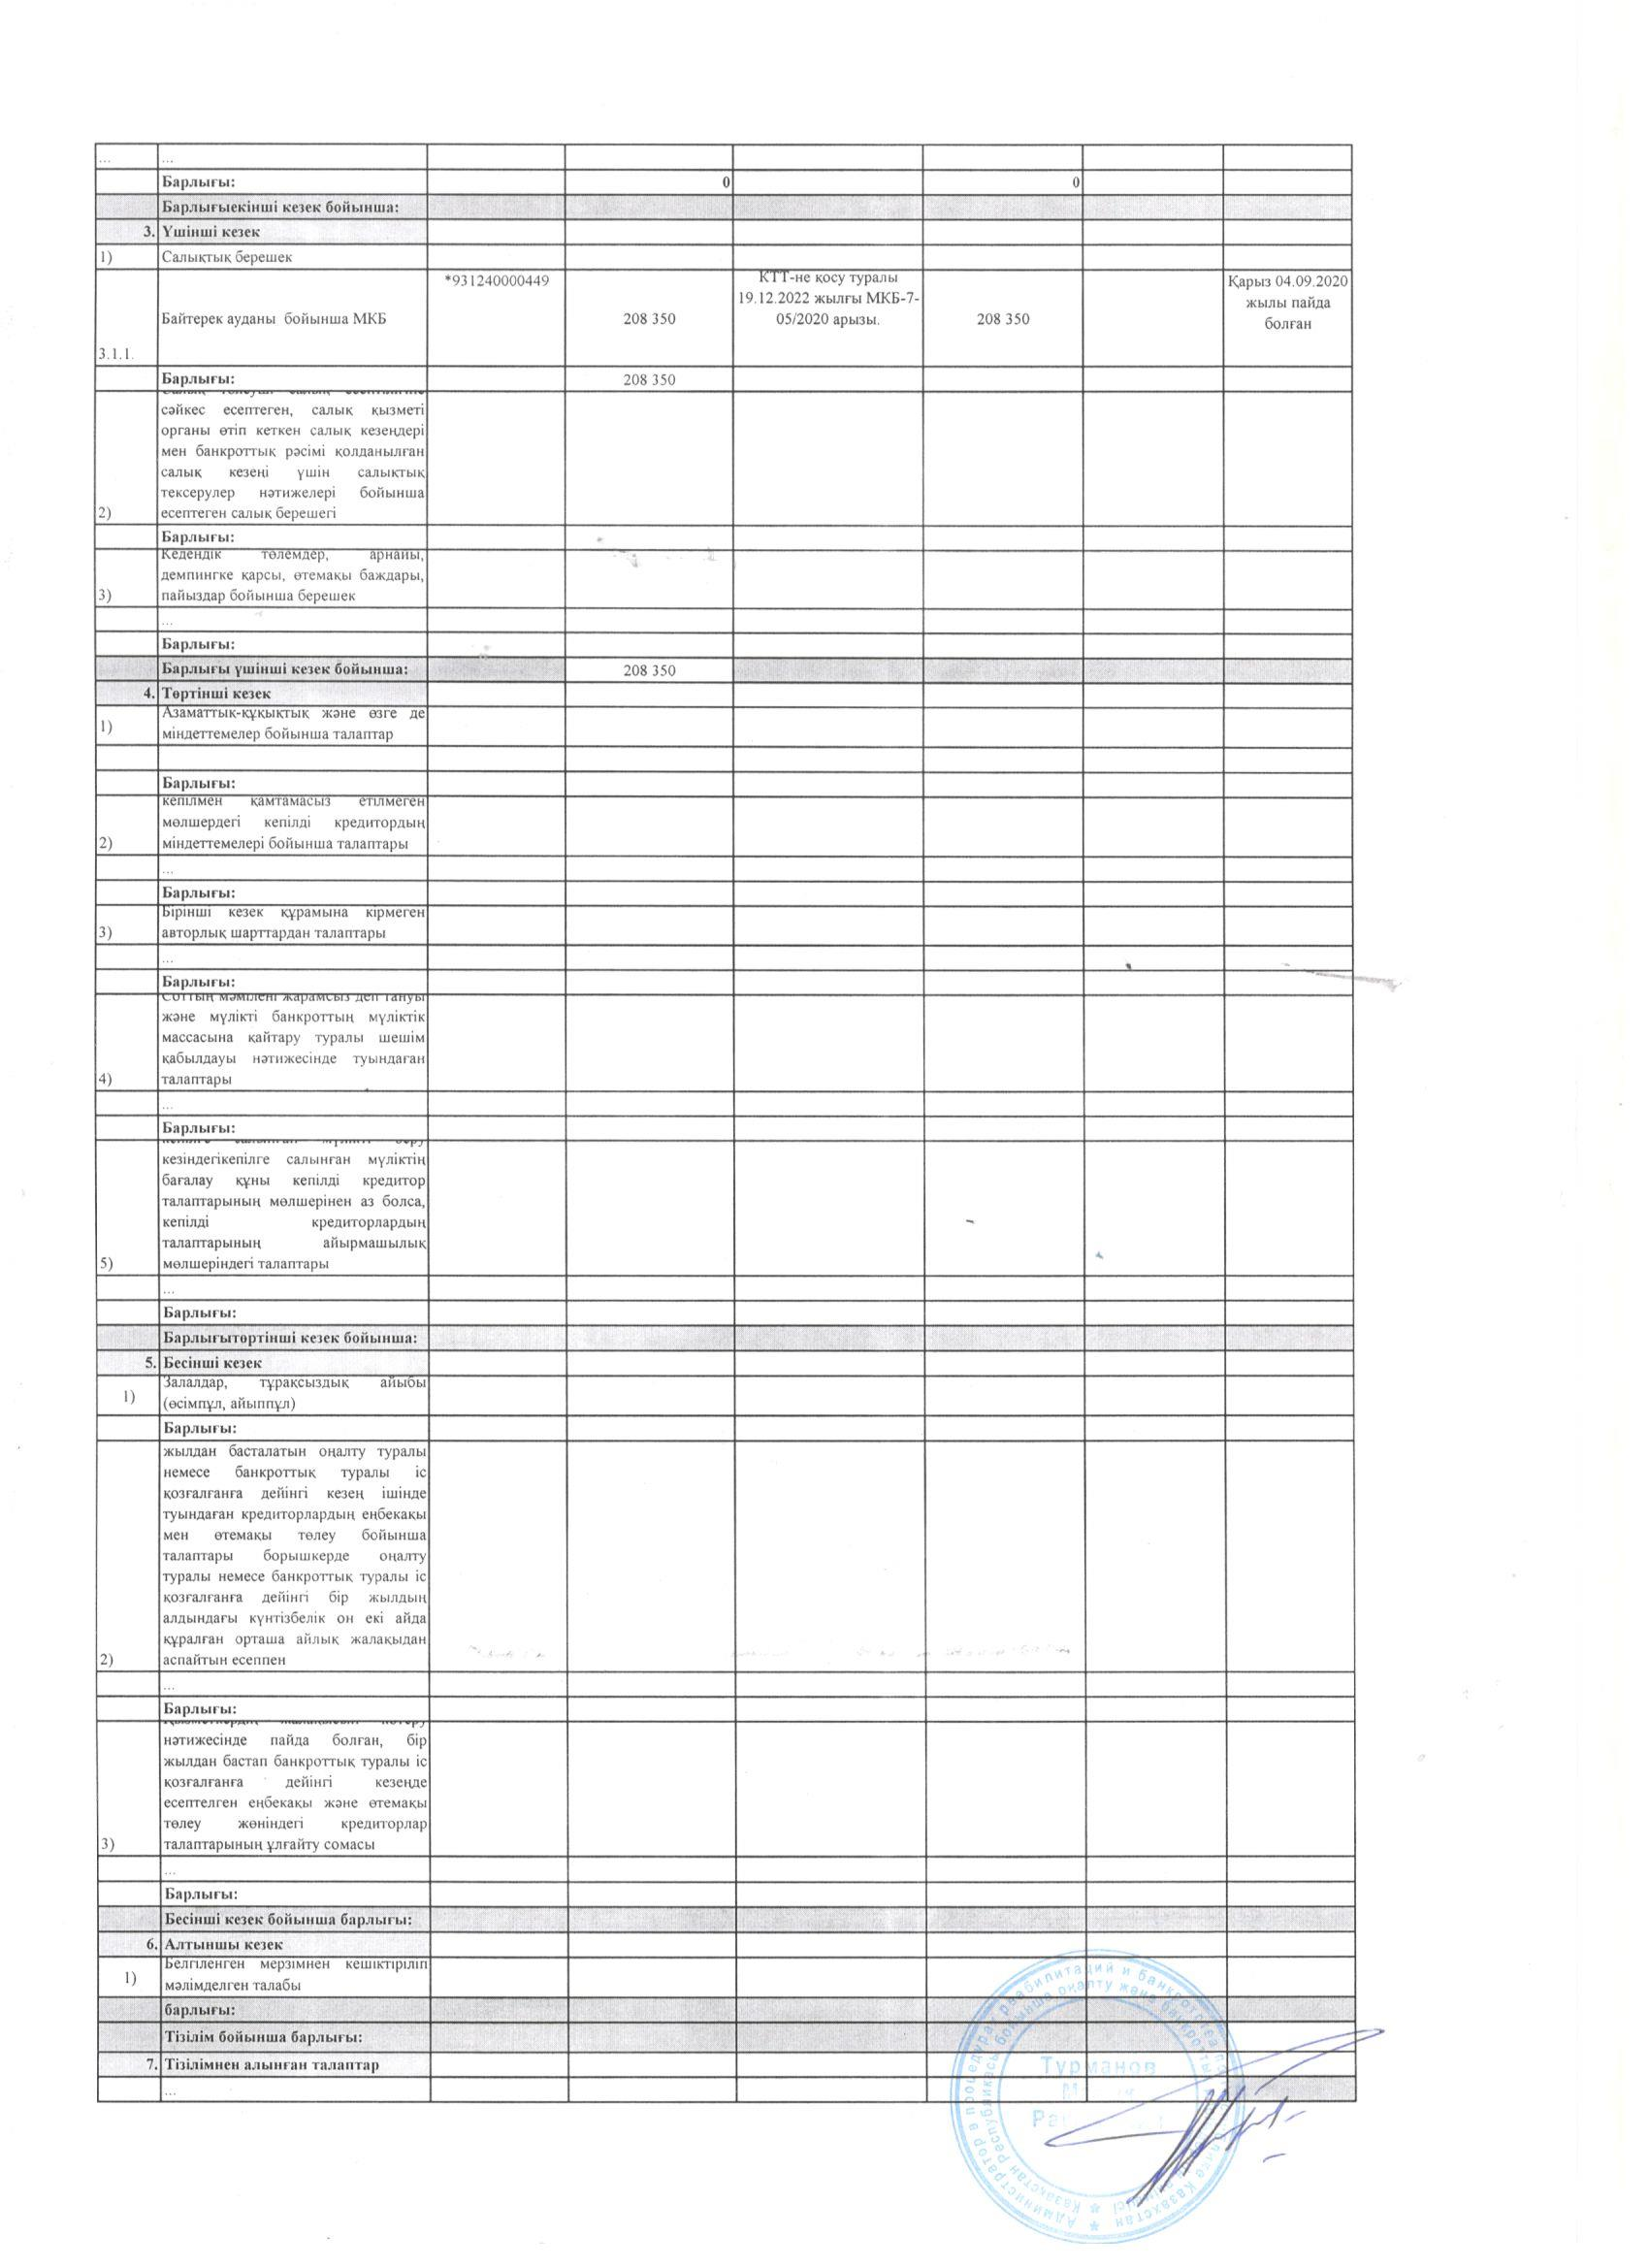 ... ...
Барлығы: 0 0
Барлығыекінші кезек бойынша:
3. Үшінші кезек
1) Салықтық берешек
3.1.1. Байтерек ауданы бойынша МКБ *931240000449 208 350
КТТ-не қосу туралы
19.12.2022 жылғы МКБ-7-
05/2020 арызы.
208 350
Қарыз 04.09.2020
жылы пайда
болған
Барлығы: 208 350
сәйкес есептеген, салық қызметі
органы өтіп кеткен салық кезеңдері
мен банкроттық рәсімі қолданылған
салық кезеңі үшін салықтық
тексерулер нәтижелері бойынша
2) есептеген салық берешегі
Барлығы:
Кедендік төлемдер, арнайы,
демпингке қарсы, өтемақы баждары,
3) пайыздар бойынша берешек
...
Барлығы:
Барлығы үшінші кезек бойынша: 208 350
4. Төртінші кезек
1) Азаматтық-құқықтық және өзге де
міндеттемелер бойынша талаптар
Барлығы:
кепілмен қамтамасыз етілмеген
мөлшердегі кепілді кредитордың
2) міндеттемелері бойынша талаптары
...
Барлығы:
Бірінші кезек құрамына кірмеген
3) авторлық шарттардан талаптары
...
Барлығы:
Соттың мәмілені жарамсыз деп тануы
және мүлікті банкроттың мүліктік
массасына қайтару туралы шешім
қабылдауы нәтижесінде туындаған
4) талаптары
...
Барлығы:
кезіндегікепілге салынған мүліктің
бағалау құны кепілді кредитор
талаптарының мөлшерінен аз болса,
кепілді кредиторлардың
талаптарының айырмашылық
5) мөлшеріндегі талаптары
...
Барлығы:
Барлығытөртінші кезек бойынша:
5. Бесінші кезек
1) Залалдар, тұрақсыздық айыбы
(өсімпұл, айыппұл)
Барлығы:
жылдан басталатын оңалту туралы
немесе банкроттық туралы іс
қозғалғанға дейінгі кезең ішінде
туындаған кредиторлардың еңбекақы
мен өтемақы төлеу бойынша
талаптары борышкерде оңалту
туралы немесе банкроттық туралы іс
қозғалғанға дейінгі бір жылдың
алдындағы күнтізбелік он екі айда
құралған орташа айлық жалақыдан
2) аспайтын есеппен
...
Барлығы:
нәтижесінде пайда болған, бір
жылдан бастап банкроттық туралы іс
қозғалғанға дейінгі кезеңде
есептелген еңбекақы және өтемақы
төлеу жөніндегі кредиторлар
3) талаптарының ұлғайту сомасы
...
Барлығы:
Бесінші кезек бойынша барлығы:
6. Алтыншы кезек
1) Белгіленген мерзімнен кешіктіріліп
мәлімделген талабы
барлығы:
Тізілім бойынша барлығы:
7. Тізілімнен алынған талаптар
...
Турманов